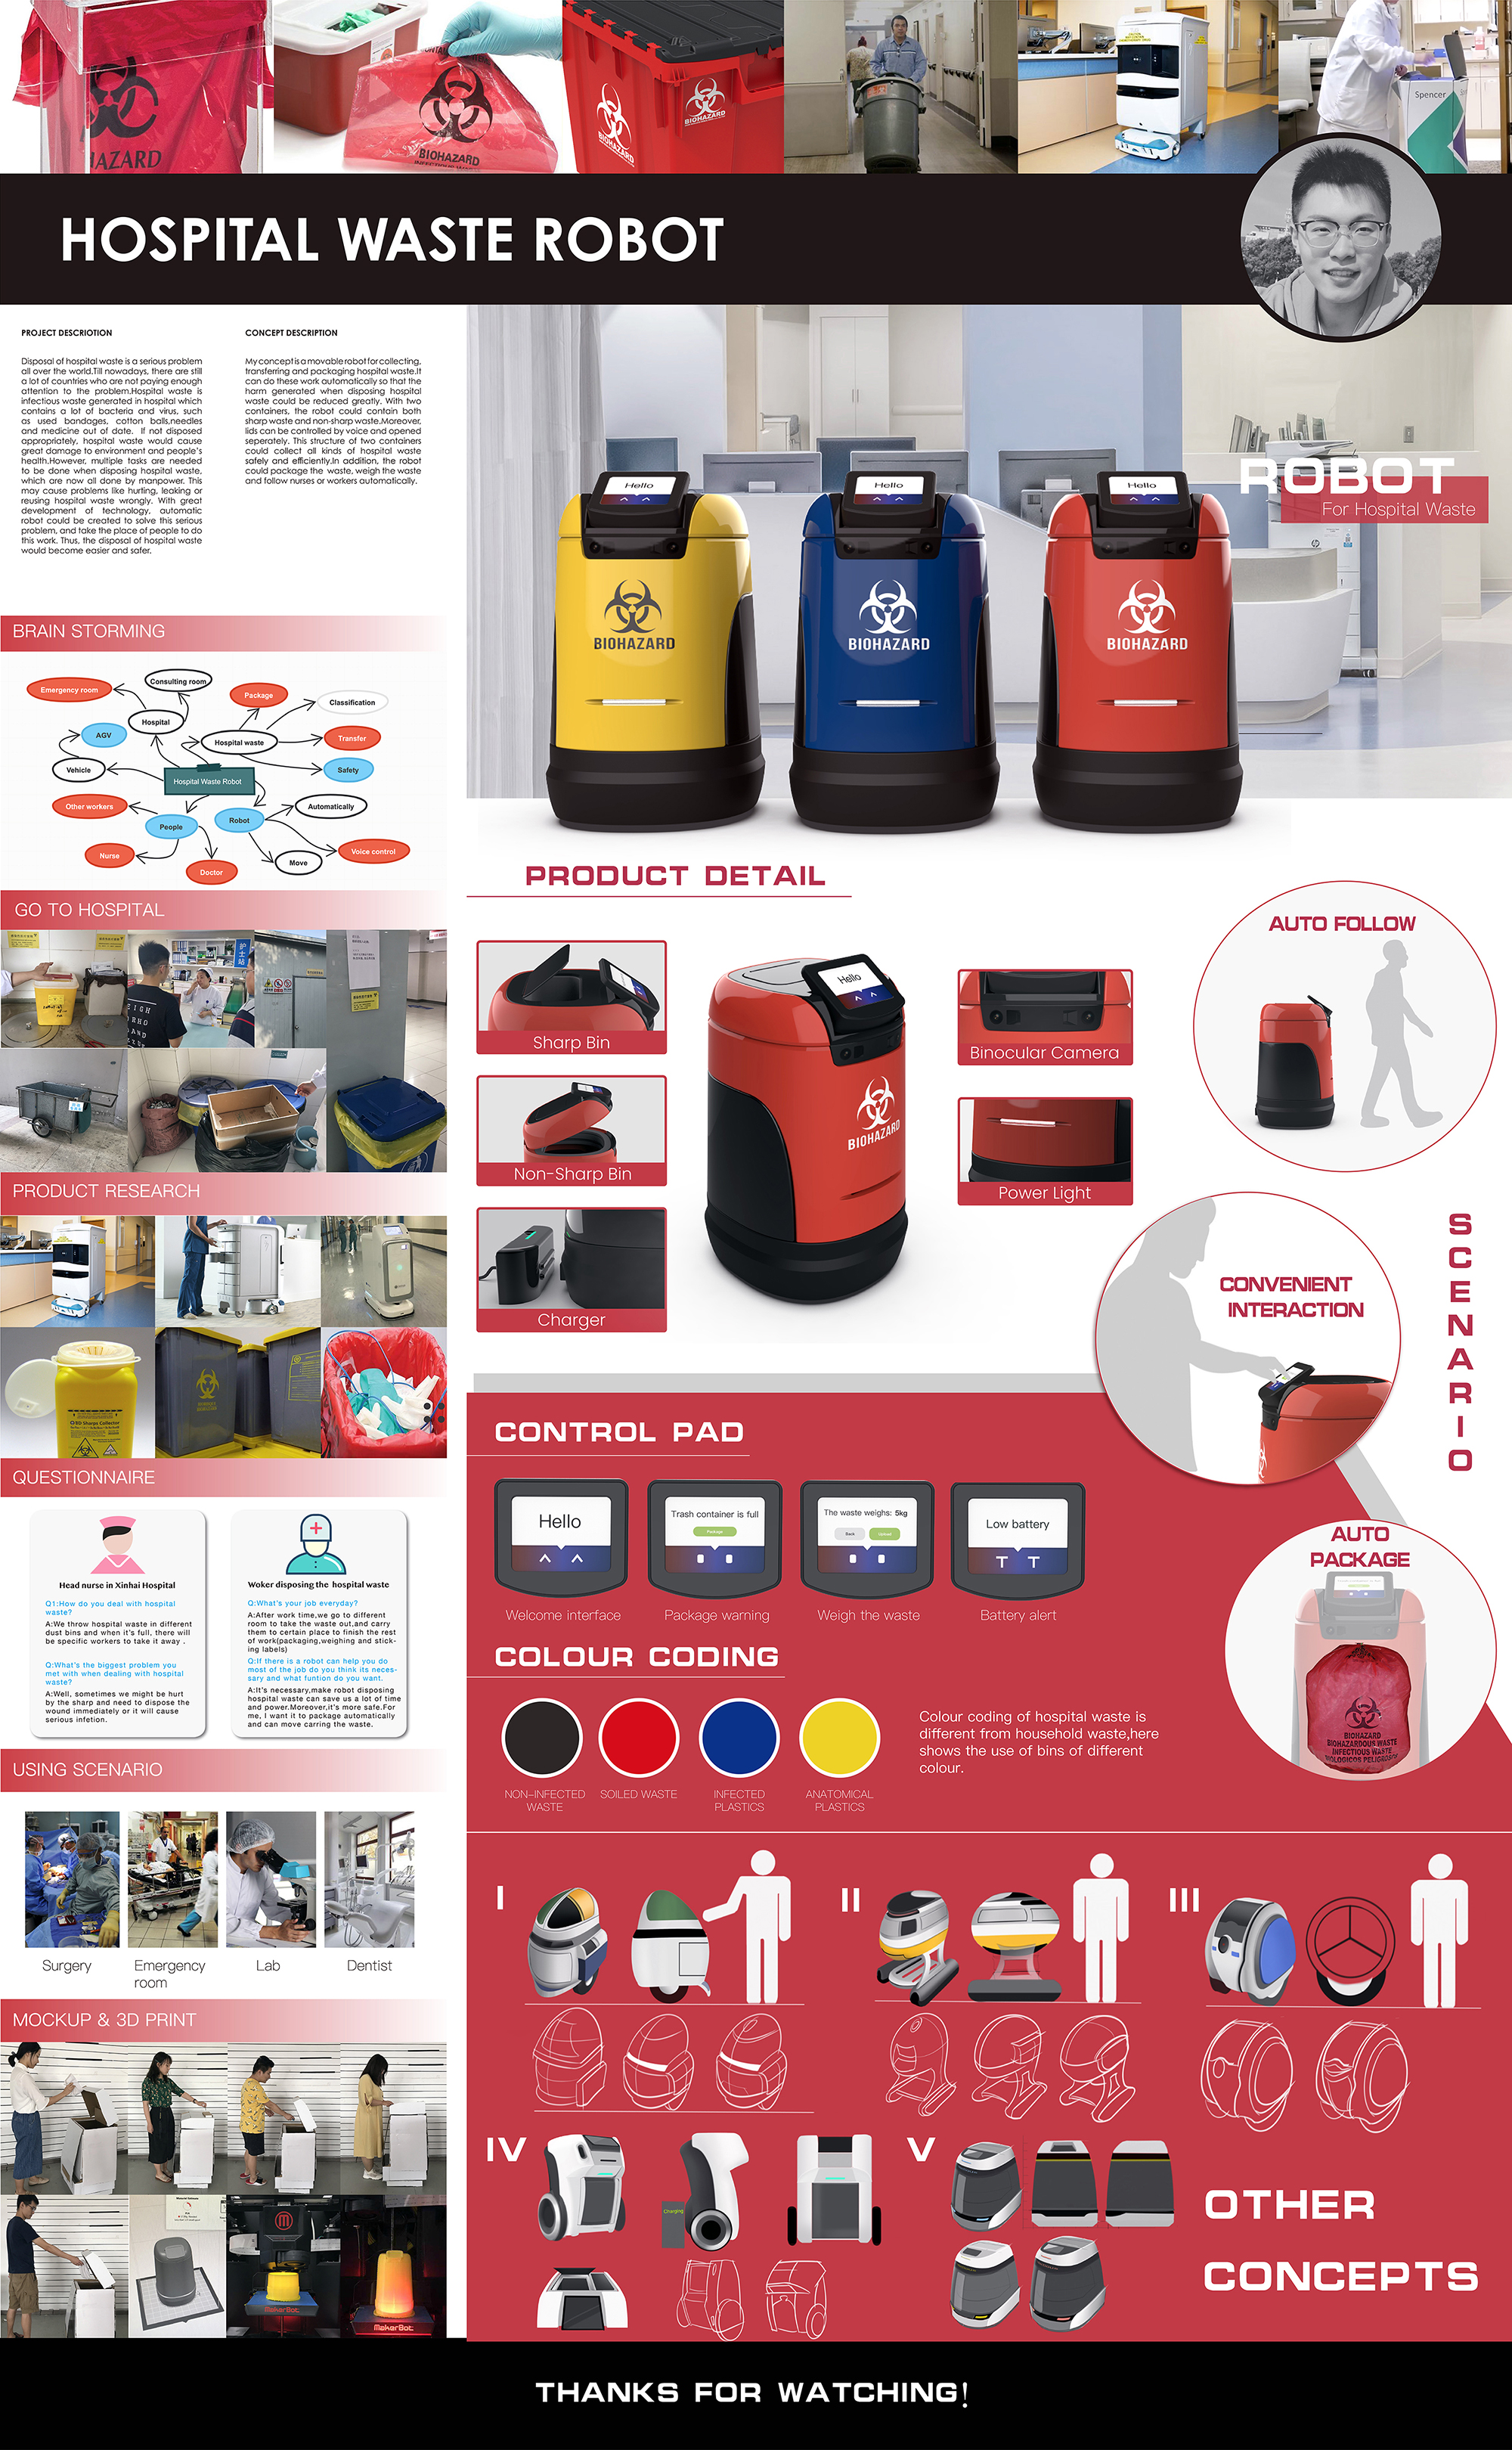 HAZARD
BIOHAZARD
BIOHAZARD
BIOHAZARD
Spencer
HOSPITAL WASTE ROBOT
PROJECT DESCRIOTION
Disposal of hospital waste is a serious problem
all over the world.Till nowadays, there are still
a lot of countries who are not paying enough
attention to the problem.Hospital waste is
infectious waste generated in hospital which
contains a lot of bacteria and virus, such
as used bandages, cotton balls,needles
and medicine out of date. If not disposed
appropriately, hospital waste would cause
great damage to environment and people's
health.However, multiple tasks are needed
to be done when disposing hospital waste,
which are now all done by manpower. This
may cause problems like hurting, leaking or
reusing hospital waste wrongly. With great
development of technology, automatic
robot could be created to solve this serious
problem, and take the place of people to do
this work. Thus, the disposal of hospital waste
would become easier and safer.
CONCEPT DESCRIPTION
My concept is a movable robot for collecting,
transferring and packaging hospital waste.It
can do these work automatically so that the
harm generated when disposing hospital
waste could be reduced greatly. With two
containers, the robot could contain both
sharp waste and non-sharp waste.Moreover,
lids can be controlled by voice and opened
seperately. This structure of two containers
could collect all kinds of hospital waste
safely and efficiently.In addition, the robot
could package the waste, weigh the waste
and follow nurses or workers automatically.
ROBOT
For Hospital Waste
Hello
Hello
Hello
BIOHAZARD
BIOHAZARD
BIOHAZARD
BRAIN STORMING
Emergency room
Consulting room
Package
Classification
Hospital
AGV
Hospital waste
Transfer
Vehicle
Safety
Hospital Waste Robot
Other workers
Automatically
People
Robot
Nurse
Doctor
Move
Voice control
GO TO HOSPITAL
护士站
PRODUCT RESEARCH
QUESTIONNAIRE
Head nurse in Xinhai Hospital
Q1:How do you deal with hospital
waste?
A:We throw hospital waste in different
dust bins and when it's full, there will
be specific workers to take it away .
Q:What's the biggest problem you
met with when dealing with hospital
waste?
A:Well, sometimes we might be hurt
by the sharp and need to dispose the
wound immediately or it will cause
serious infetion.
Woker disposing the hospital waste
Q:What's your job everyday?
A:After work time,we go to different
room to take the waste out,and carry
them to certain place to finish the rest
of work(packaging,weighing and stick-
ing labels)
Q:If there is a robot can help you do
most of the job do you think its neces-
sary and what funtion do you want.
A:It's necessary,make robot disposing
hospital waste can save us a lot of time
and power.Moreover,it's more safe.For
me, I want it to package automatically
and can move carring the waste.
USING SCENARIO
Surgery
Emergency
room
Lab
Dentist
MOCKUP & 3D PRINT
MakerBot
MakerBot
PRODUCT DETAIL
Sharp Bin
Non-Sharp Bin
Charger
Hello
BIOHAZARD
Binocular Camera
Power Light
AUTO FOLLOW
CONVENIENT
INTERACTION
AUTO
PACKAGE
BIOHAZARD
BIOHAZARDOUS WASTE
INFECTIOUS WASTE
SCENARIO
CONTROL PAD
Hello
Trash container is full
Package
The waste weighs: 5kg
Back
Upload
Low battery
Welcome interface
Package warning
Weigh the waste
Battery alert
COLOUR CODING
NON-INFECTED
WASTE
SOILED WASTE
INFECTED
PLASTICS
ANATOMICAL
PLASTICS
Colour coding of hospital waste is
different from household waste,here
shows the use of bins of different
colour.
I
II
III
IV
Charging
V
OTHER
CONCEPTS
THANKS FOR WATCHING!